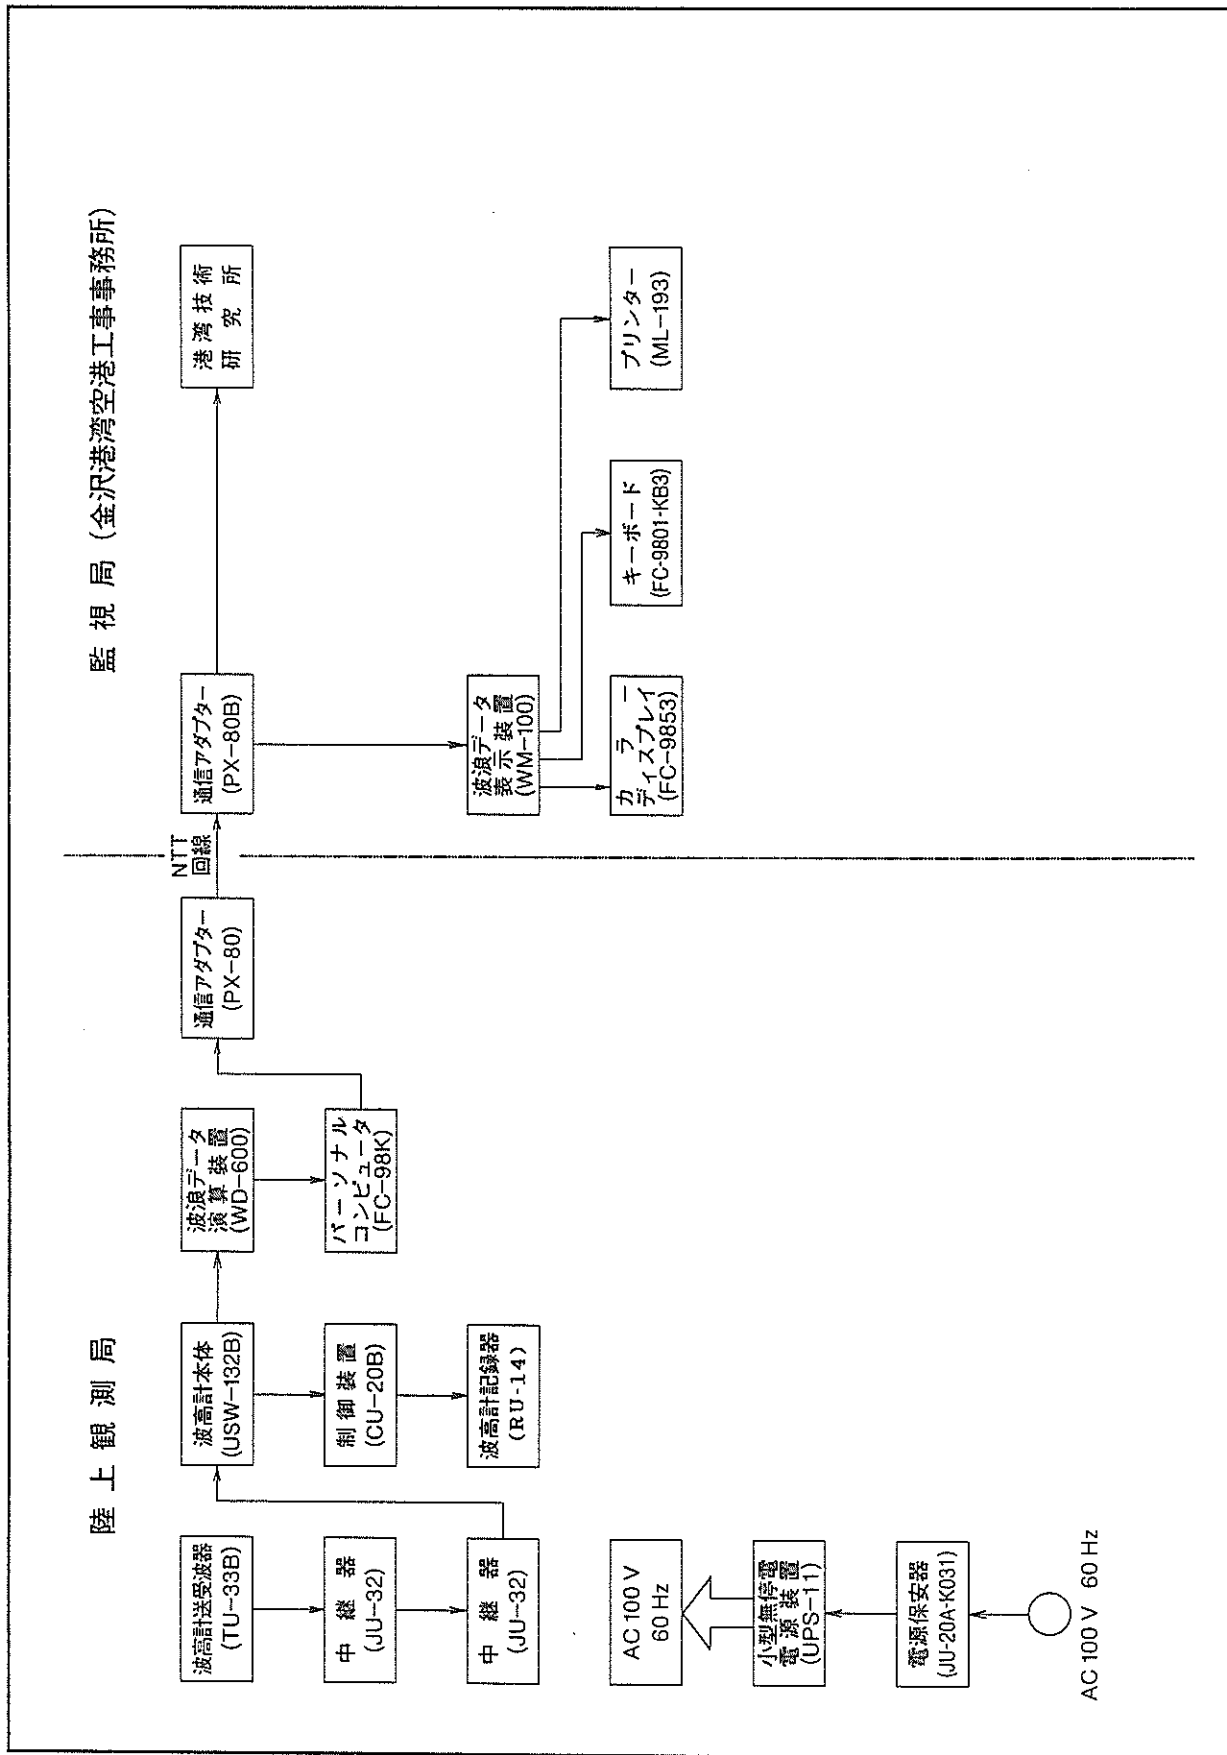 陸上観測局
監視局(金沢港湾空港工事事務所)
波高計送受波器
(TU-33B)
中継器
(JU-32)
中継器
(JU-32)
波高計本体
(USW-132B)
制御装置
(CU-20B)
波高計記録器
(RU-14)
波浪データ
演算装置
(WD-600)
パーソナル
コンピュータ
(FC-98K)
通信アダプター
(PX-80)
NTT
回線
通信アダプター
(PX-80B)
港湾技術
研究所
波浪データ
表示装置
(WM-100)
カラー
ディスプレイ
(FC-9853)
キーボード
(FC-9801-KB3)
プリンター
(ML-193)
AC 100 V
60 Hz
小型無停電
電源装置
(UPS-11)
電源保安器
(JU-20A-K031)
AC 100 V 60 Hz